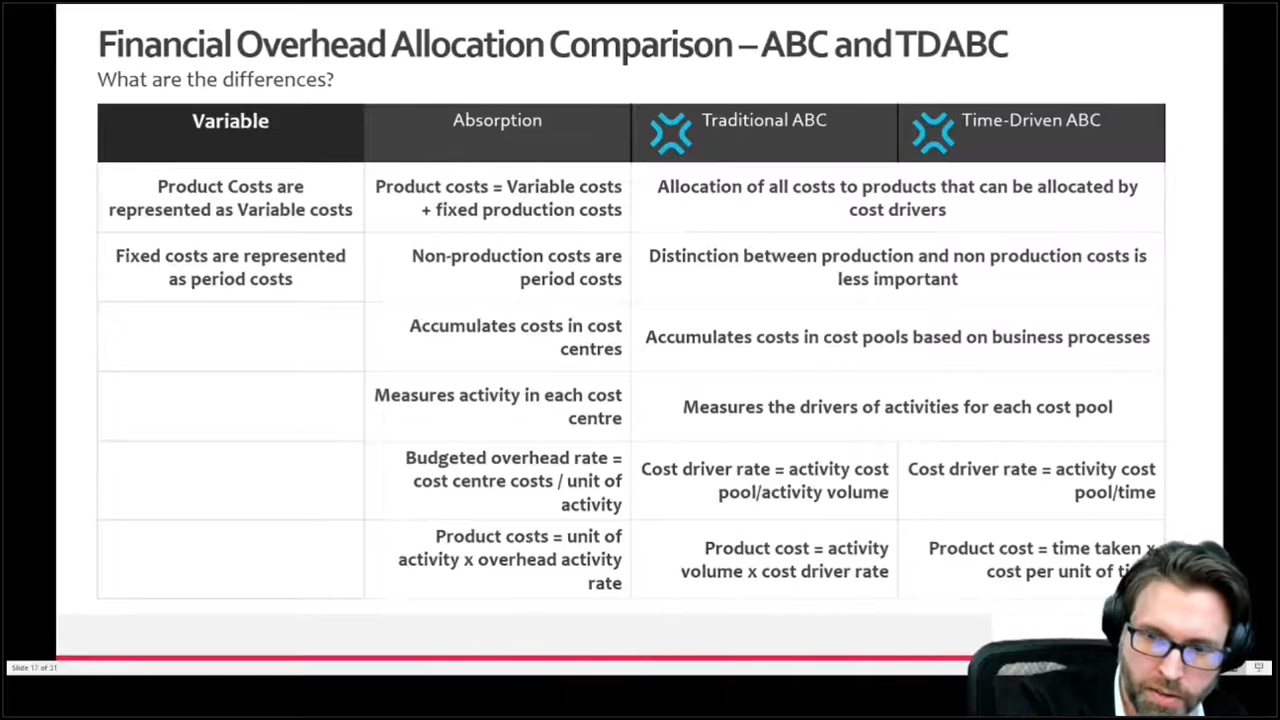 Financial Overhead Allocation Comparison – ABC and TDABC
What are the differences?
Variable
Absorption
Traditional ABC
Time-Driven ABC
Product Costs are
represented as Variable costs
Product costs = Variable costs
+ fixed production costs
Allocation of all costs to products that can be allocated by
cost drivers
Fixed costs are represented
as period costs
Non-production costs are
period costs
Distinction between production and non production costs is
less important
Accumulates costs in cost
centres
Accumulates costs in cost pools based on business processes
Measures activity in each cost
centre
Measures the drivers of activities for each cost pool
Budgeted overhead rate =
cost centre costs / unit of
activity
Cost driver rate = activity cost
pool/activity volume
Cost driver rate = activity cost
pool/time
Product costs = unit of
activity x overhead activity
rate
Product cost = activity
volume x cost driver rate
Product cost = time taken x
cost per unit of
Slide 17 of 31